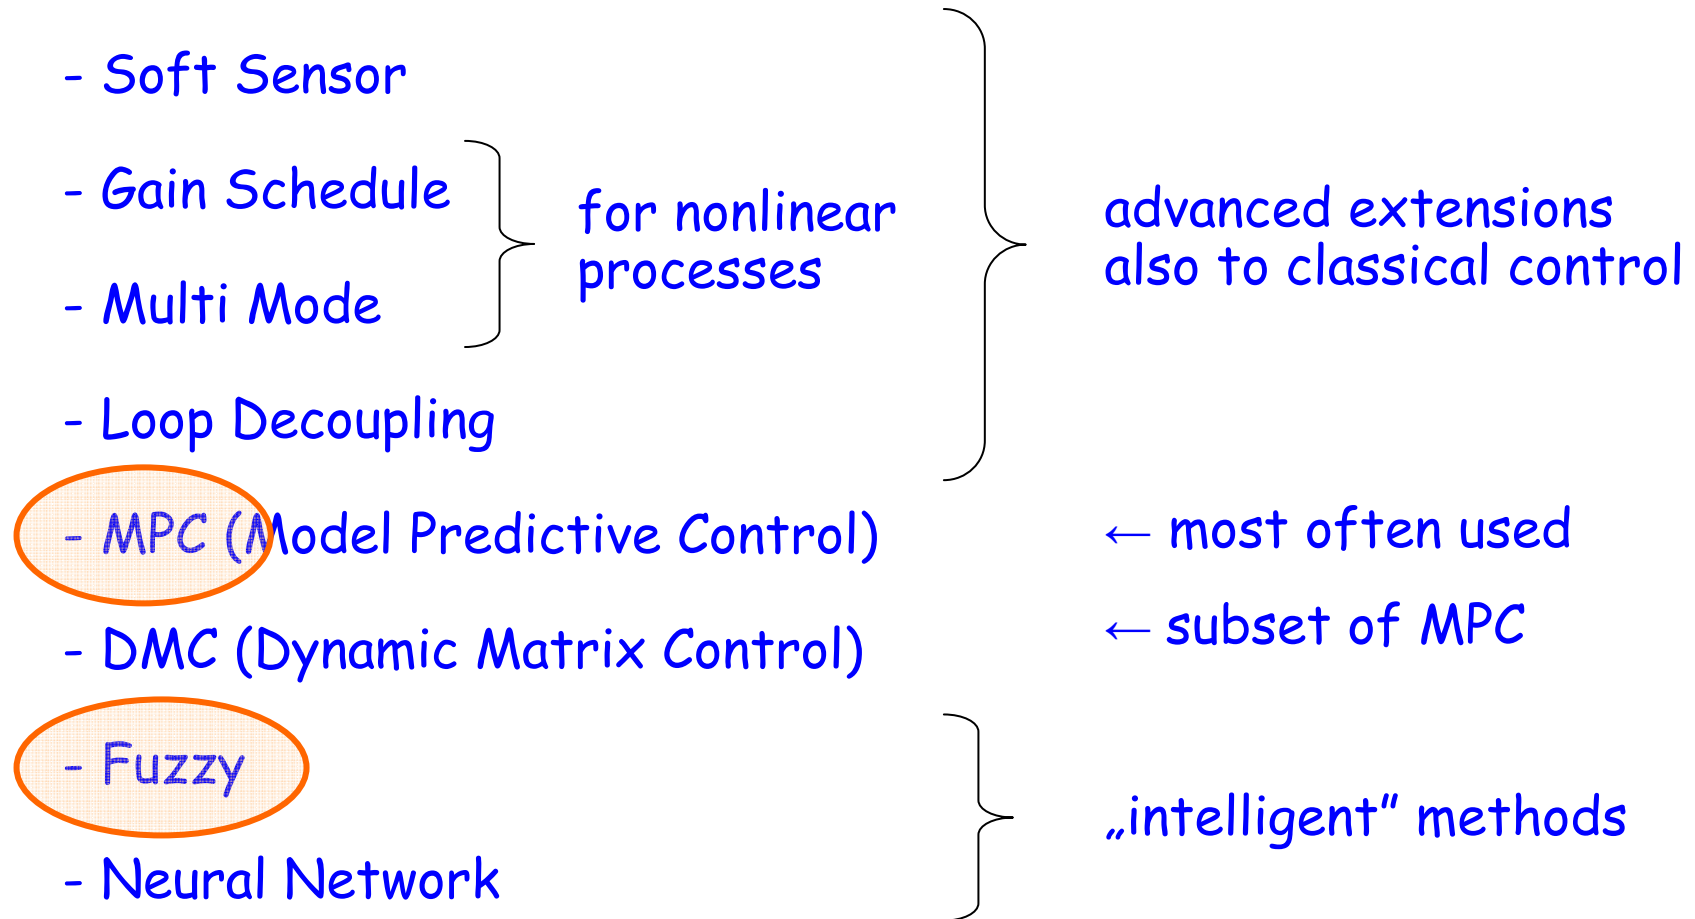 - Soft Sensor
- Gain Schedule
for nonlinear
processes
- Multi Mode
advanced extensions
also to classical control
- Loop Decoupling
- MPC (Model Predictive Control)
← most often used
- DMC (Dynamic Matrix Control)
← subset of MPC
- Fuzzy
- Neural Network
„intelligent” methods